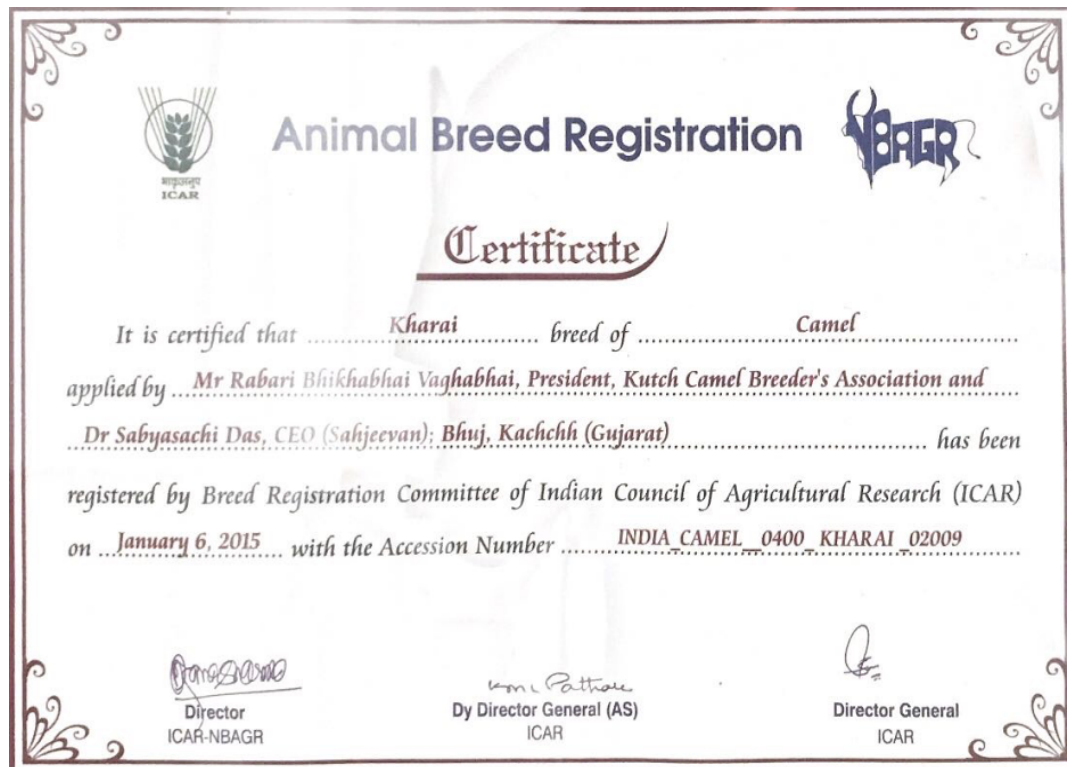 भाकृअनुप
ICAR
Animal Breed Registration
NBAGR
Certificate
It is certified that Kharai breed of Camel
applied by Mr Rabari Bhikhabhai Vaghabhai, President, Kutch Camel Breeder's Association and
Dr Sabyasachi Das, CEO (Sahjeevan); Bhuj, Kachchh (Gujarat) has been
registered by Breed Registration Committee of Indian Council of Agricultural Research (ICAR)
on January 6, 2015 with the Accession Number INDIA_CAMEL_0400_KHARAI_02009
Director
ICAR-NBAGR
Dy Director General (AS)
ICAR
Director General
ICAR